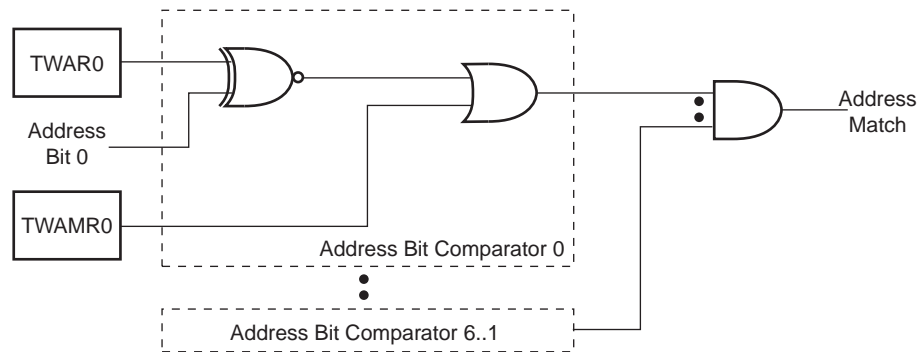 TWAR0
Address
Bit 0
TWAMR0
Address Bit Comparator 0
Address Bit Comparator 6..1
Address
Match